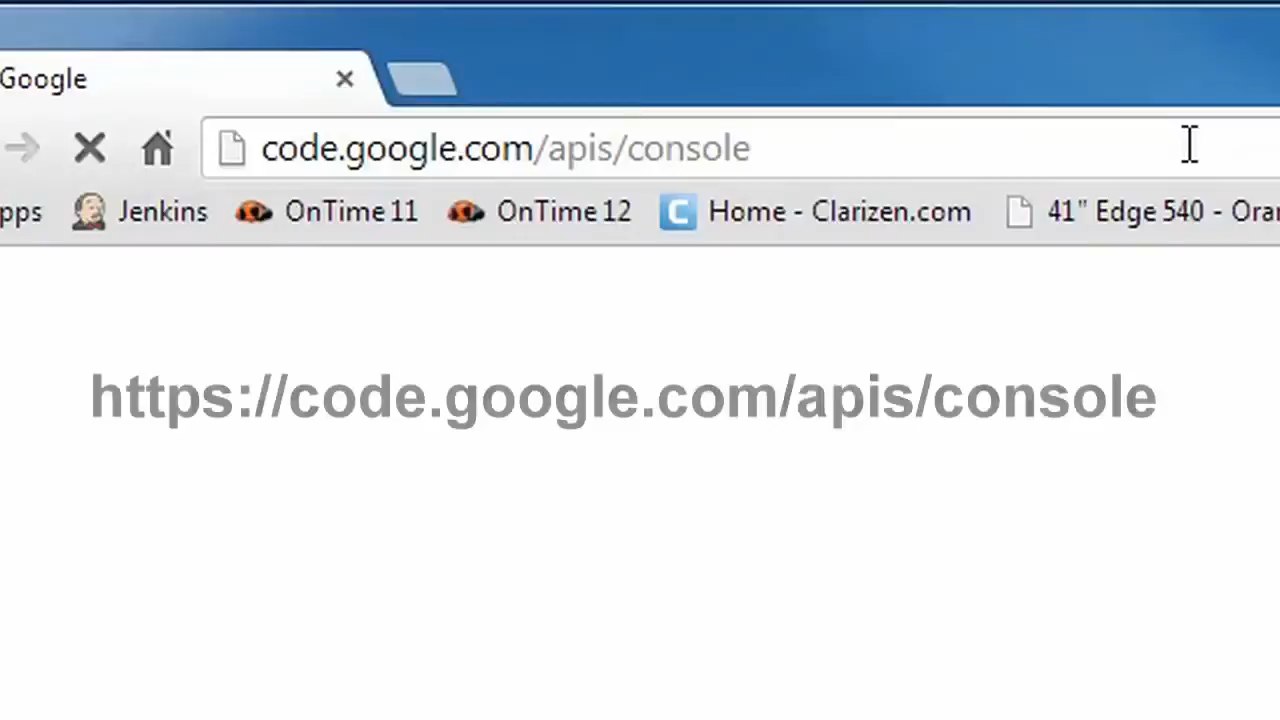 Google
code.google.com/apis/console
pps Jenkins OnTime 11 OnTime 12 C Home - Clarizen.com 41" Edge 540 - Ora
https://code.google.com/apis/console